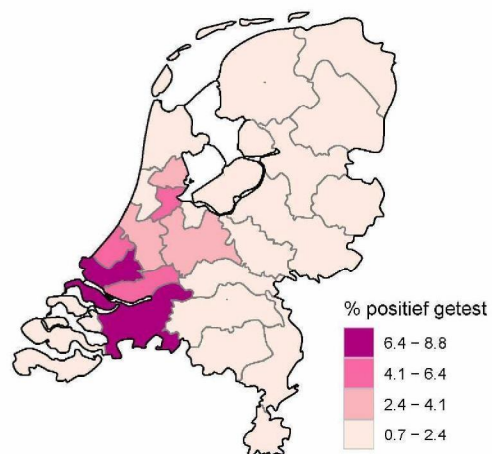 % positief getest
6.4 – 8.8
4.1 – 6.4
2.4 – 4.1
0.7 – 2.4